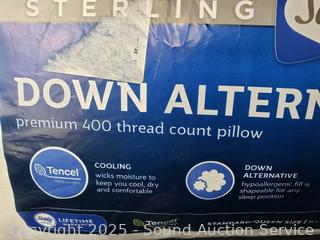 STERLING
Se
DOWN ALTERN
premium 400 thread count pillow
COOLING
wicks moisture to
keep you cool, dry
and comfortable
Tencel
DOWN
ALTERNATIVE
hypoallergenic fill is
shapeable for any
sleep position
Sealy
LIFETIME
Tencel
STANDARD/QUEEN SIZE
Copyright 2025 - Sound Auction Service